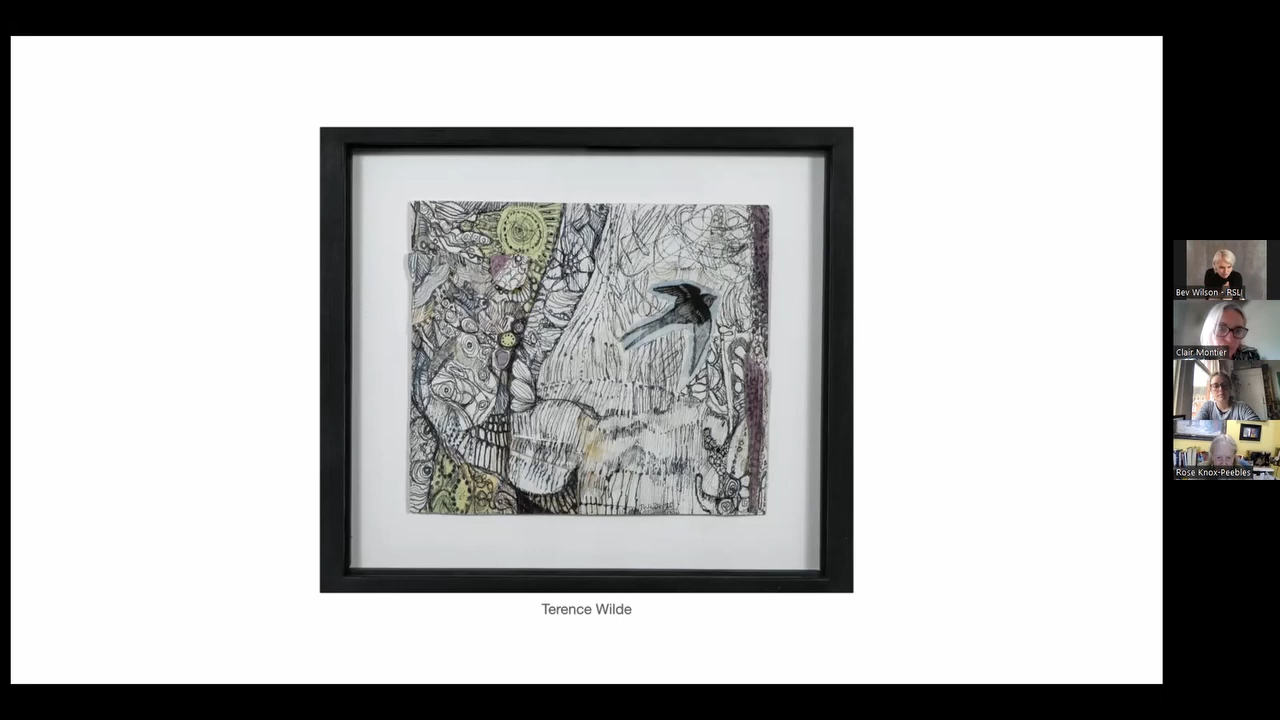 Terence Wilde
Bev Wilson - RSLI
Clair Montier
Rose Knox-Peebles